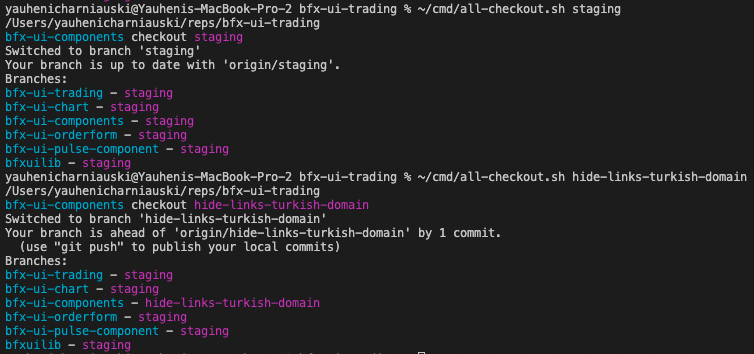 yauhenicharniauski@Yauhenis-MacBook-Pro-2 bfx-ui-trading % ~/cmd/all-checkout.sh staging
/Users/yauhenicharniauski/reps/bfx-ui-trading
bfx-ui-components checkout staging
Switched to branch 'staging'
Your branch is up to date with 'origin/staging'.
Branches:
bfx-ui-trading – staging
bfx-ui-chart – staging
bfx-ui-components – staging
bfx-ui-orderform – staging
bfx-ui-pulse-component – staging
bfxuilib – staging
yauhenicharniauski@Yauhenis-MacBook-Pro-2 bfx-ui-trading % ~/cmd/all-checkout.sh hide-links-turkish-domain
/Users/yauhenicharniauski/reps/bfx-ui-trading
bfx-ui-components checkout hide-links-turkish-domain
Switched to branch 'hide-links-turkish-domain'
Your branch is ahead of 'origin/hide-links-turkish-domain' by 1 commit.
  (use "git push" to publish your local commits)
Branches:
bfx-ui-trading – staging
bfx-ui-chart – staging
bfx-ui-components – hide-links-turkish-domain
bfx-ui-orderform – staging
bfx-ui-pulse-component – staging
bfxuilib – staging